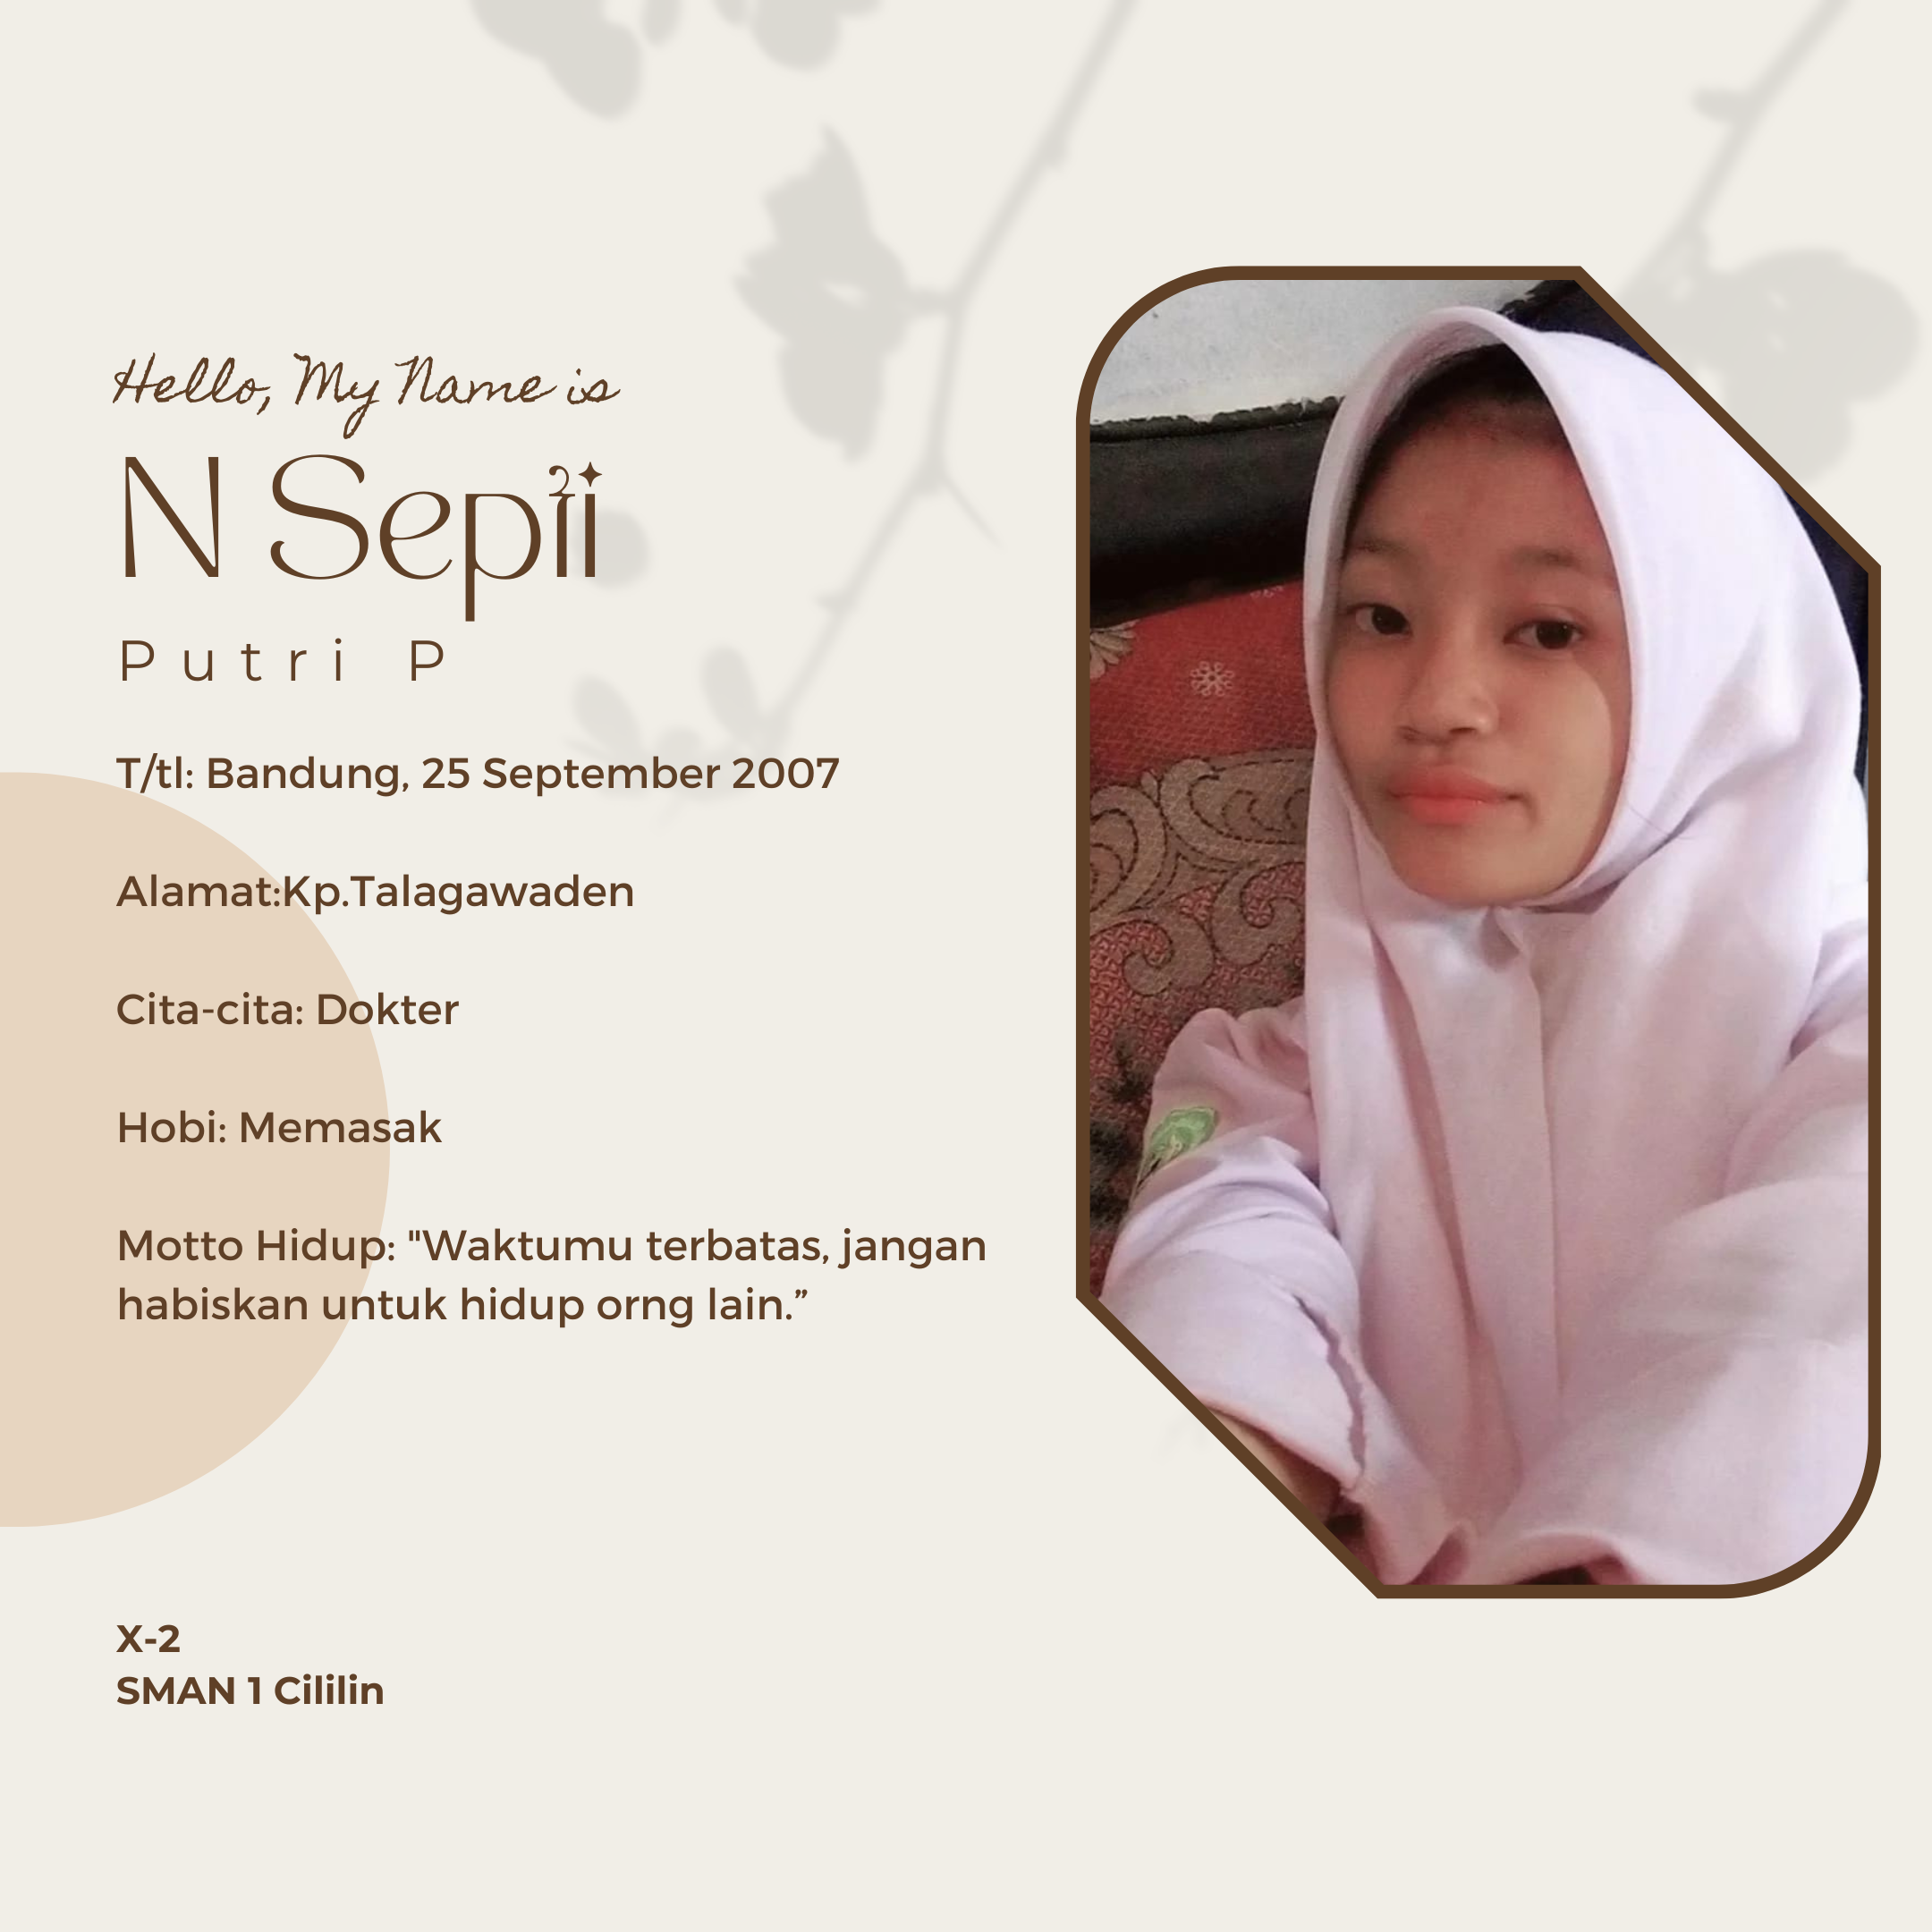 Hello, My Name is
N Sepii
Putri P
T/tl: Bandung, 25 September 2007
Alamat:Kp.Talagawaden
Cita-cita: Dokter
Hobi: Memasak
Motto Hidup: "Waktumu terbatas, jangan
habiskan untuk hidup orng lain.”
X-2
SMAN 1 Cililin